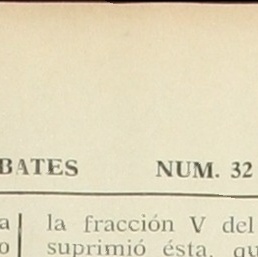 BATES NUM. 32
a la fracción V del
o suprimió ésta, qu